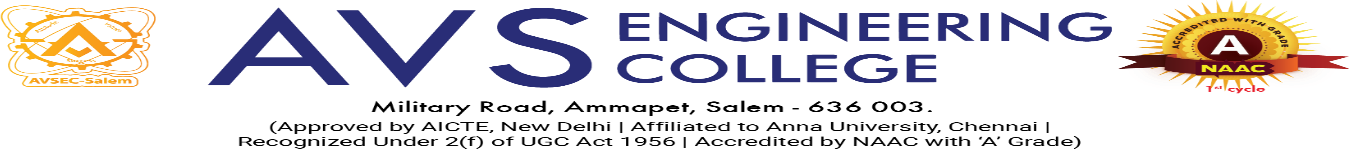 AVSEC-Salem
AVS ENGINEERING
COLLEGE
ACCREDITED WITH GRADE
A
NAAC
1st cyclo
Military Road, Ammapet, Salem - 636 003.
(Approved by AICTE, New Delhi | Affiliated to Anna University, Chennai |
Recognized Under 2(f) of UGC Act 1956 | Accredited by NAAC with ‘A’ Grade)